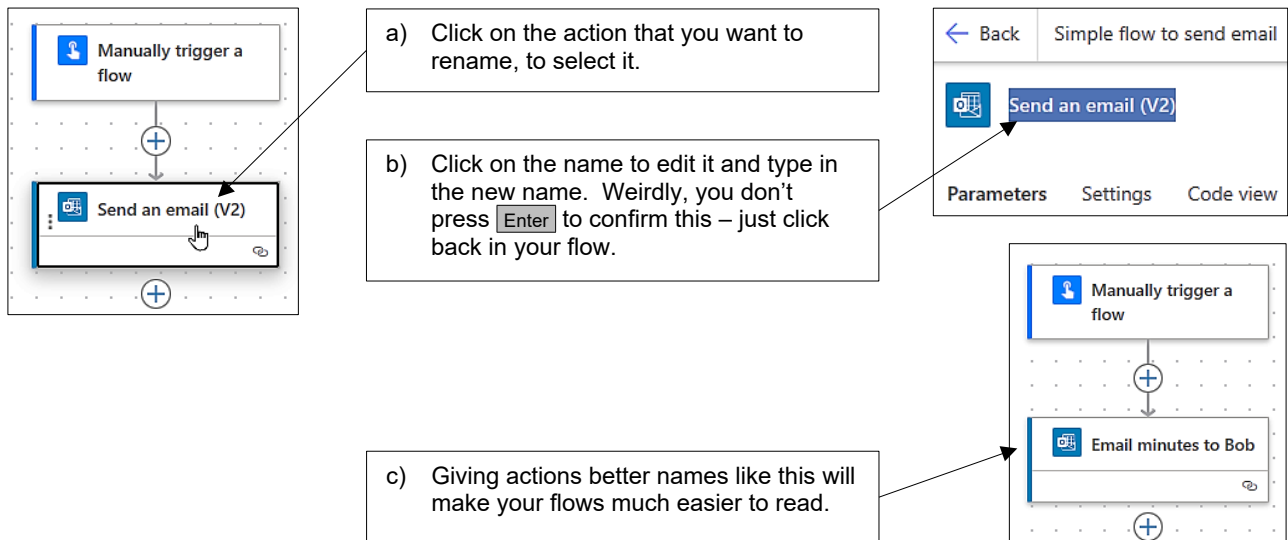 Manually trigger a
flow
Send an email (V2)
a) Click on the action that you want to
rename, to select it.
← Back Simple flow to send email
Send an email (V2)
Parameters Settings Code view
b) Click on the name to edit it and type in
the new name.  Weirdly, you don’t
press Enter to confirm this – just click
back in your flow.
c) Giving actions better names like this will
make your flows much easier to read.
Manually trigger a
flow
Email minutes to Bob